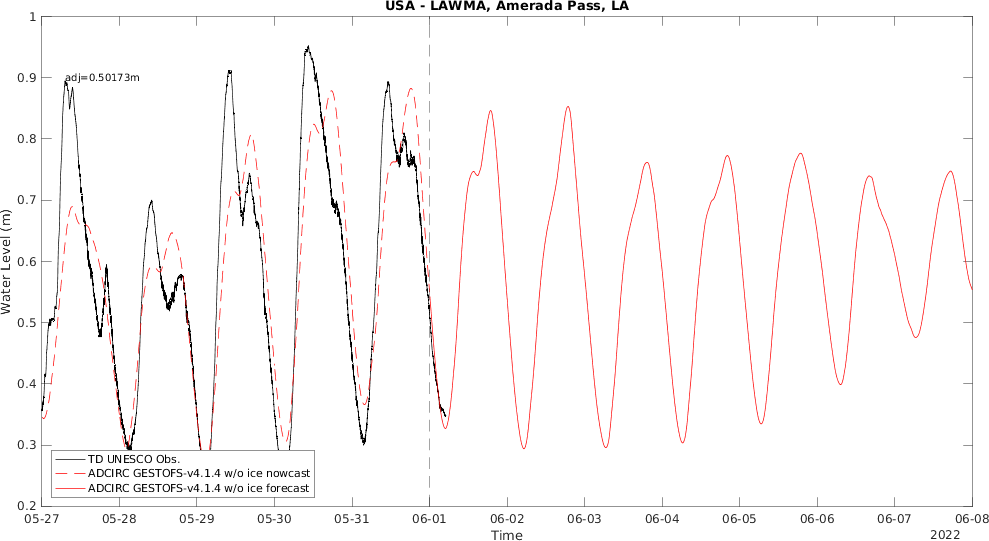 USA - LAWMA, Amerada Pass, LA
1
0.9
0.8
0.7
0.6
0.5
0.4
0.3
0.2
Water Level (m)
adj=0.50173m
TD UNESCO Obs.
ADCIRC GESTOFS-v4.1.4 w/o ice nowcast
ADCIRC GESTOFS-v4.1.4 w/o ice forecast
05-27 05-28 05-29 05-30 05-31 06-01 06-02 06-03 06-04 06-05 06-06 06-07 06-08
Time
2022